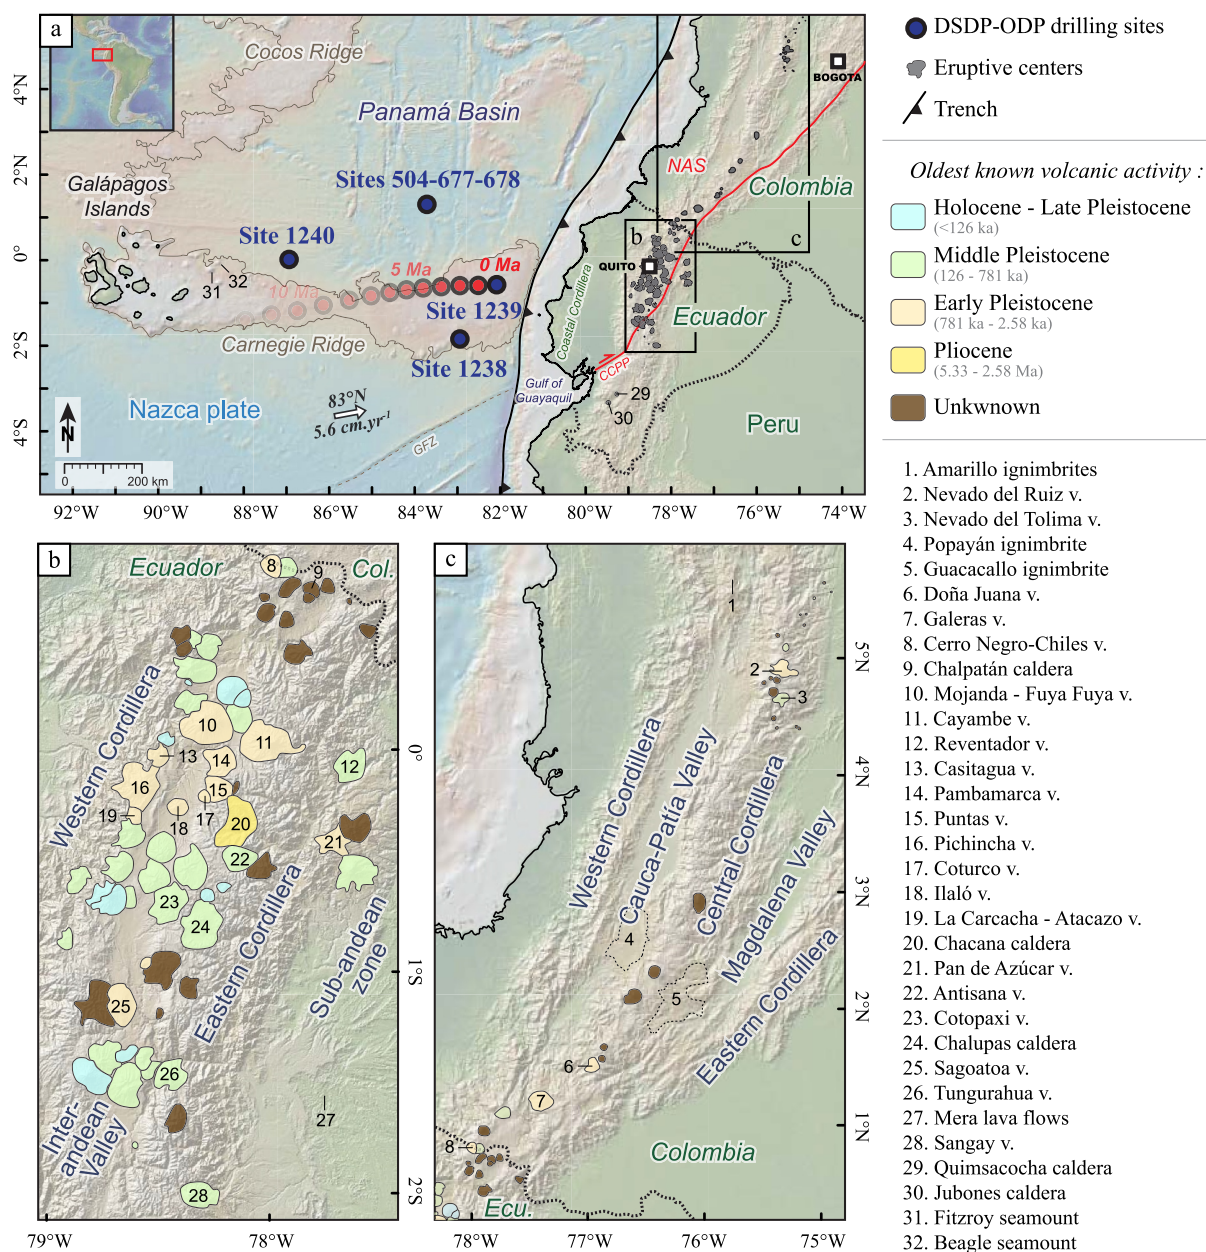 a
Cocos Ridge
Panamá Basin
BOGOTA
4°N
2°N
0°
2°S
4°S
NAS
Colombia
Galápagos
Islands
Sites 504-677-678
Site 1240
32
31
5 Ma
0 Ma
10 Ma
Site 1239
Carnegie Ridge
Site 1238
b
c
QUITO
Coastal Cordillera
Ecuador
CCPP
Gulf of
Guayaquil
29
30
Peru
Nazca plate
83°N
5.6 cm.yr-1
GFZ
N
0
200 km
92°W 90°W 88°W 86°W 84°W 82°W 80°W 78°W 76°W 74°W
DSDP-ODP drilling sites
Eruptive centers
Trench
Oldest known volcanic activity :
Holocene - Late Pleistocene
(<126 ka)
Middle Pleistocene
(126 - 781 ka)
Early Pleistocene
(781 ka - 2.58 ka)
Pliocene
(5.33 - 2.58 Ma)
Unkwnown
1. Amarillo ignimbrites
2. Nevado del Ruiz v.
3. Nevado del Tolima v.
4. Popayán ignimbrite
5. Guacacallo ignimbrite
6. Doña Juana v.
7. Galeras v.
8. Cerro Negro-Chiles v.
9. Chalpatán caldera
10. Mojanda - Fuya Fuya v.
11. Cayambe v.
12. Reventador v.
13. Casitagua v.
14. Pambamarca v.
15. Puntas v.
16. Pichincha v.
17. Coturco v.
18. Ilaló v.
19. La Carcacha - Atacazo v.
20. Chacana caldera
21. Pan de Azúcar v.
22. Antisana v.
23. Cotopaxi v.
24. Chalupas caldera
25. Sagoatoa v.
26. Tungurahua v.
27. Mera lava flows
28. Sangay v.
29. Quimsacocha caldera
30. Jubones caldera
31. Fitzroy seamount
32. Beagle seamount
b
Ecuador
Col.
8
9
Western Cordillera
10
11
13
14
12
16
15
19
18
17
20
21
22
23
24
Eastern Cordillera
Sub-andean
zone
25
26
27
Inter-
andean
Valley
28
0°
1°S
2°S
79°W 78°W
c
1
2
3
Western Cordillera
Cauca-Patía Valley
Central Cordillera
Magdalena Valley
Eastern Cordillera
4
5
6
7
8
Colombia
Ecu.
5°N
4°N
3°N
2°N
1°N
78°W 77°W 76°W 75°W